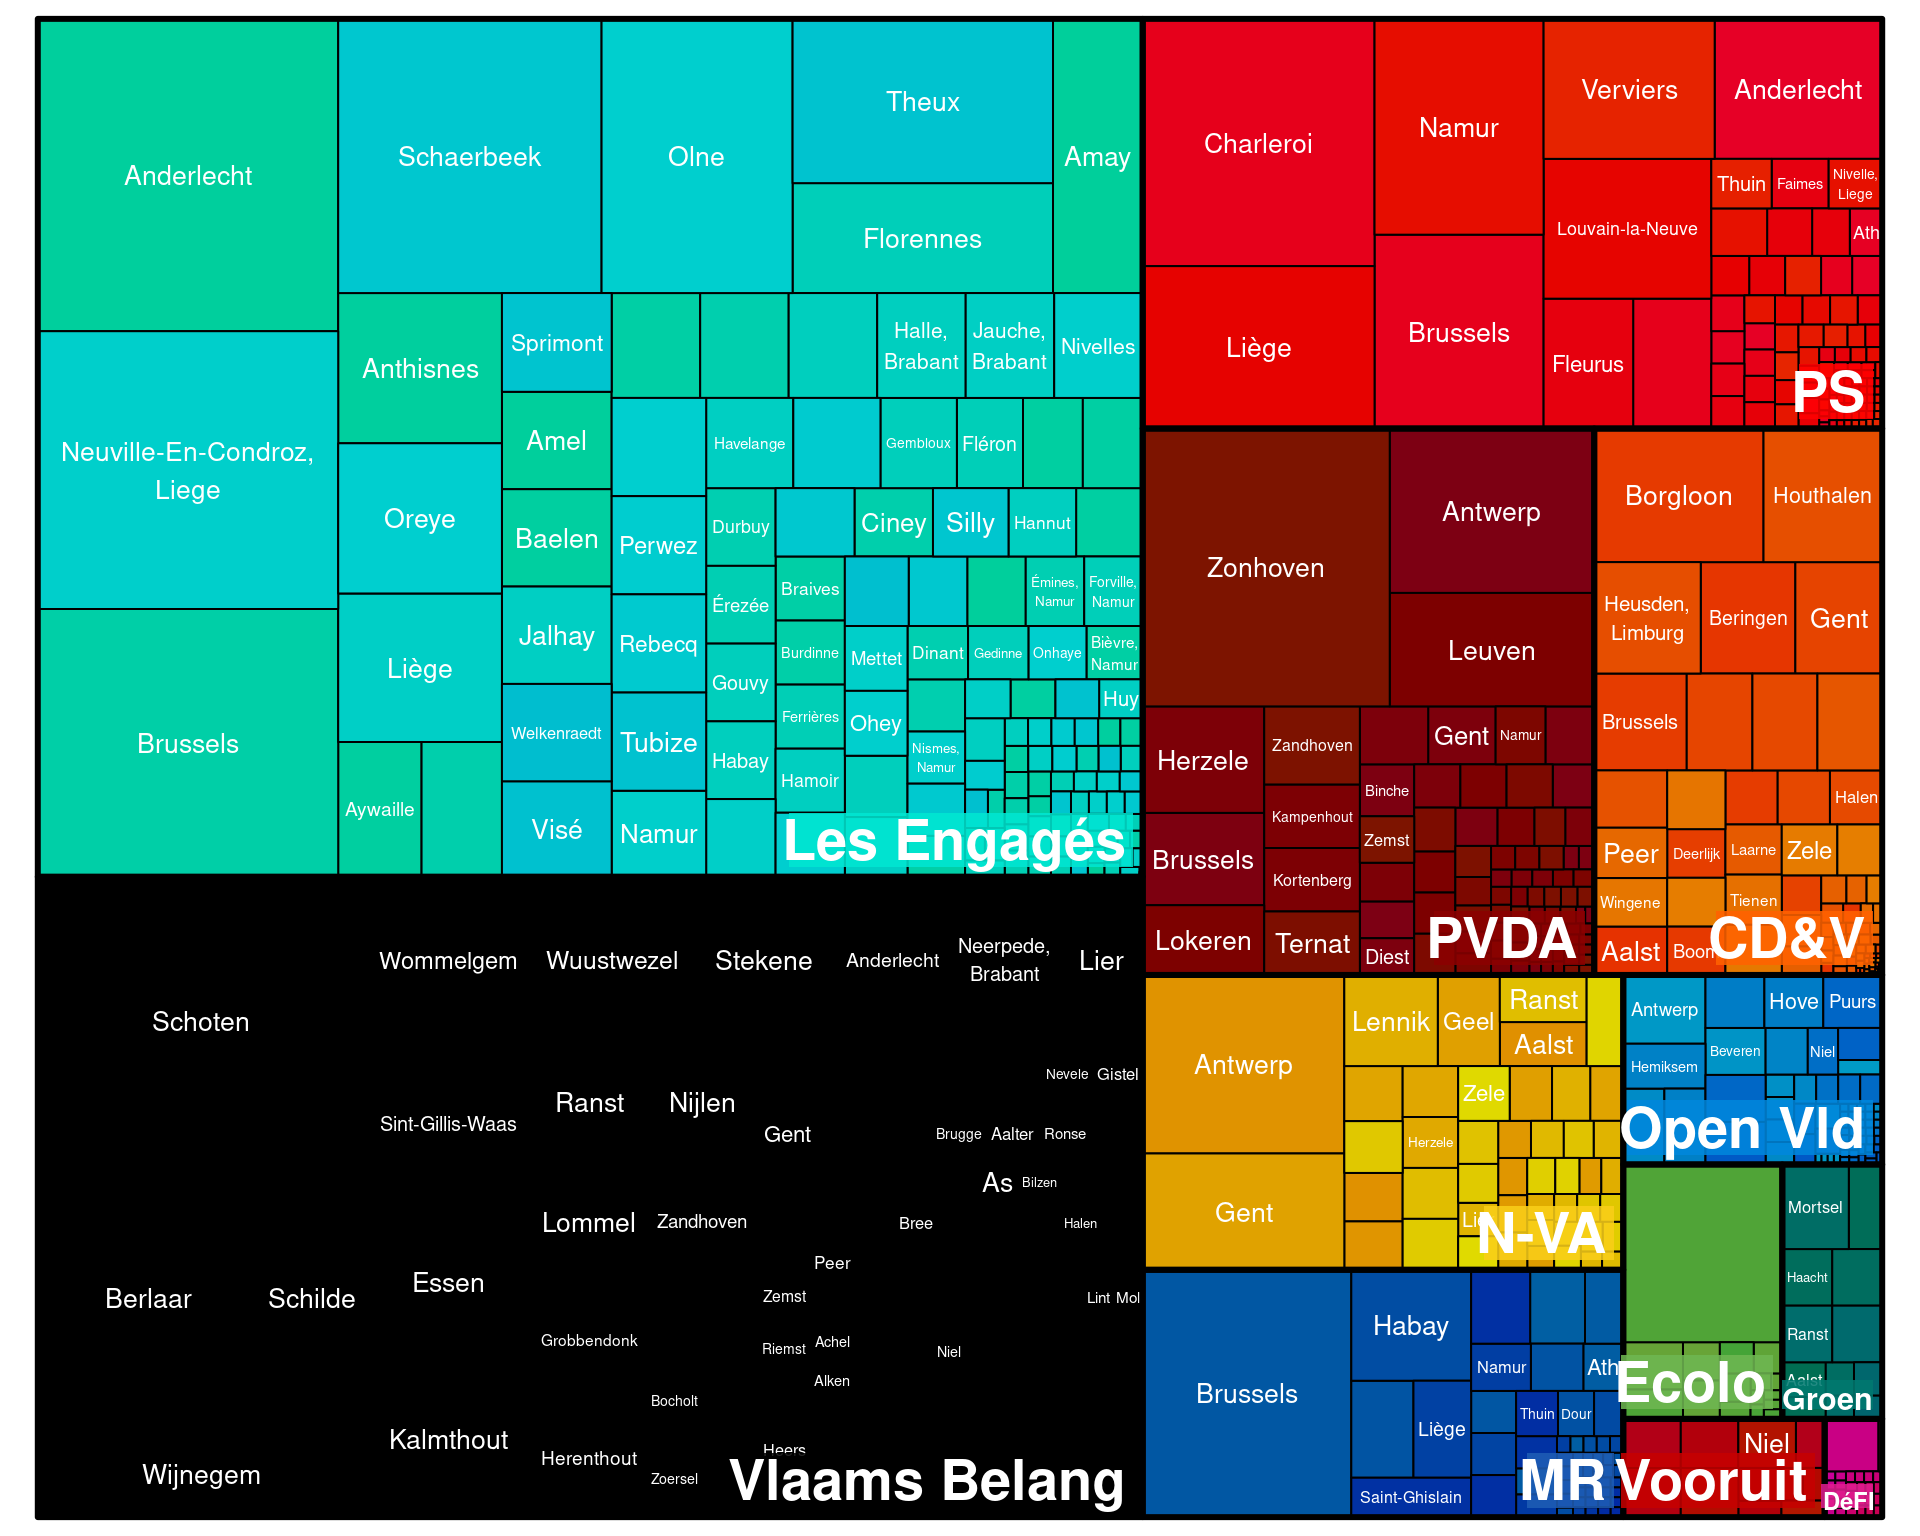 Anderlecht
Schaerbeek
Olne
Theux
Amay
Florennes
Neuville-En-Condroz,
Liege
Brussels
Anthisnes
Sprimont
Halle,
Brabant
Jauche,
Brabant
Nivelles
Amel
Havelange
Gembloux
Fléron
Oreye
Baelen
Perwez
Durbuy
Ciney
Silly
Hannut
Braives
Émines,
Namur
Forville,
Namur
Érezée
Liège
Jalhay
Rebecq
Burdinne
Mettet
Dinant
Gedinne
Onhaye
Bièvre,
Namur
Gouvy
Huy
Ferrières
Ohey
Welkenraedt
Tubize
Nismes,
Namur
Habay
Hamoir
Aywaille
Visé
Namur
Les Engagés
Charleroi
Namur
Verviers
Anderlecht
Thuin
Faimes
Nivelle,
Liege
Louvain-la-Neuve
Ath
Liège
Brussels
Fleurus
PS
Zonhoven
Antwerp
Leuven
Herzele
Zandhoven
Gent
Namur
Binche
Kampenhout
Zemst
Brussels
Kortenberg
Lokeren
Ternat
Diest
PVDA
Borgloon
Houthalen
Heusden,
Limburg
Beringen
Gent
Brussels
Halen
Peer
Deerlijk
Laarne
Zele
Wingene
Tienen
Aalst
Boon
CD&V
Wommelgem
Wuustwezel
Stekene
Anderlecht
Neerpede,
Brabant
Lier
Schoten
Nevele
Gistel
Ranst
Nijlen
Sint-Gillis-Waas
Gent
Brugge
Aalter
Ronse
As
Bilzen
Lommel
Zandhoven
Bree
Halen
Peer
Essen
Berlaar
Schilde
Zemst
Lint
Mol
Grobbendonk
Riemst
Achel
Niel
Alken
Bocholt
Kalmthout
Heers
Herenthout
Wijnegem
Zoersel
Vlaams Belang
Antwerp
Lennik
Geel
Ranst
Aalst
Zele
Herzele
Gent
N-VA
Antwerp
Hove
Puurs
Hemiksem
Beveren
Niel
Open Vld
Brussels
Habay
Namur
Ath
Liège
Thuin
Dour
Saint-Ghislain
MR
Ecolo
Mortsel
Haacht
Ranst
Aalst
Groen
Niel
Vooruit
DéFI